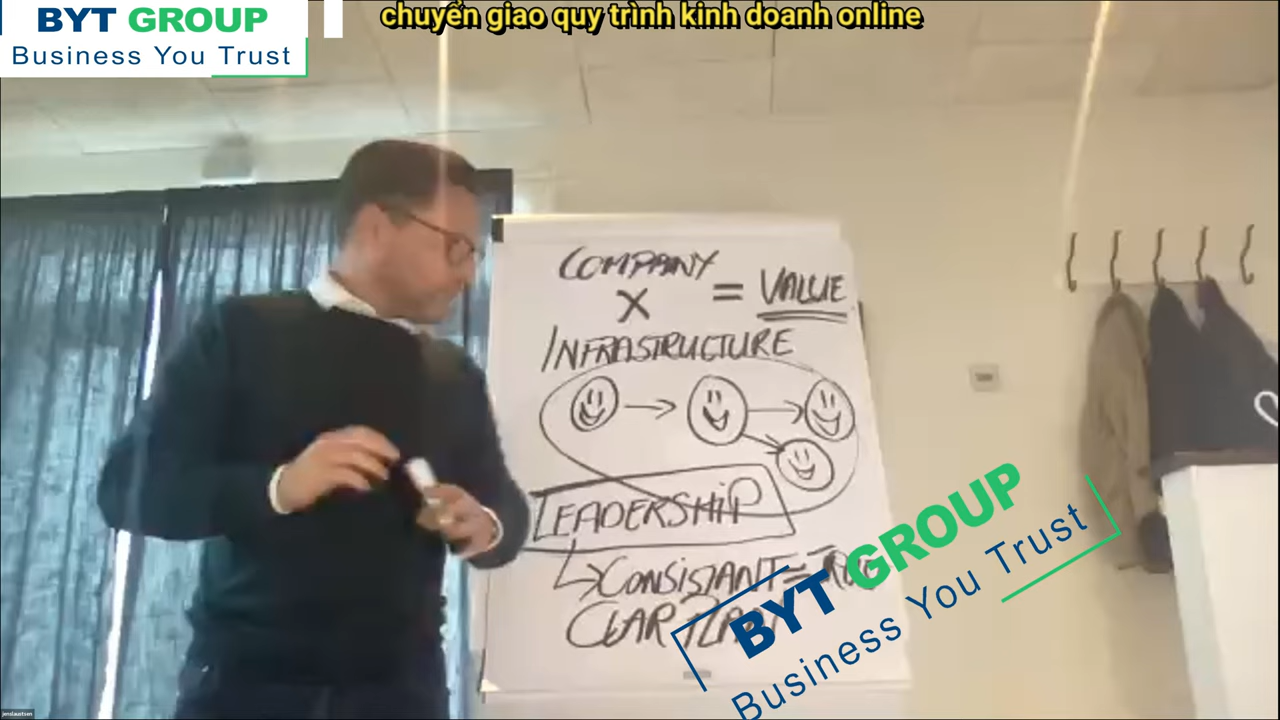 BYT GROUP
Business You Trust
chuyển giao quy trình kinh doanh online
COMPANY
X
= VALUE
INFRASTRUCTURE
LEADERSHIP
CONSISTANT =
BYT GROUP
Business You Trust